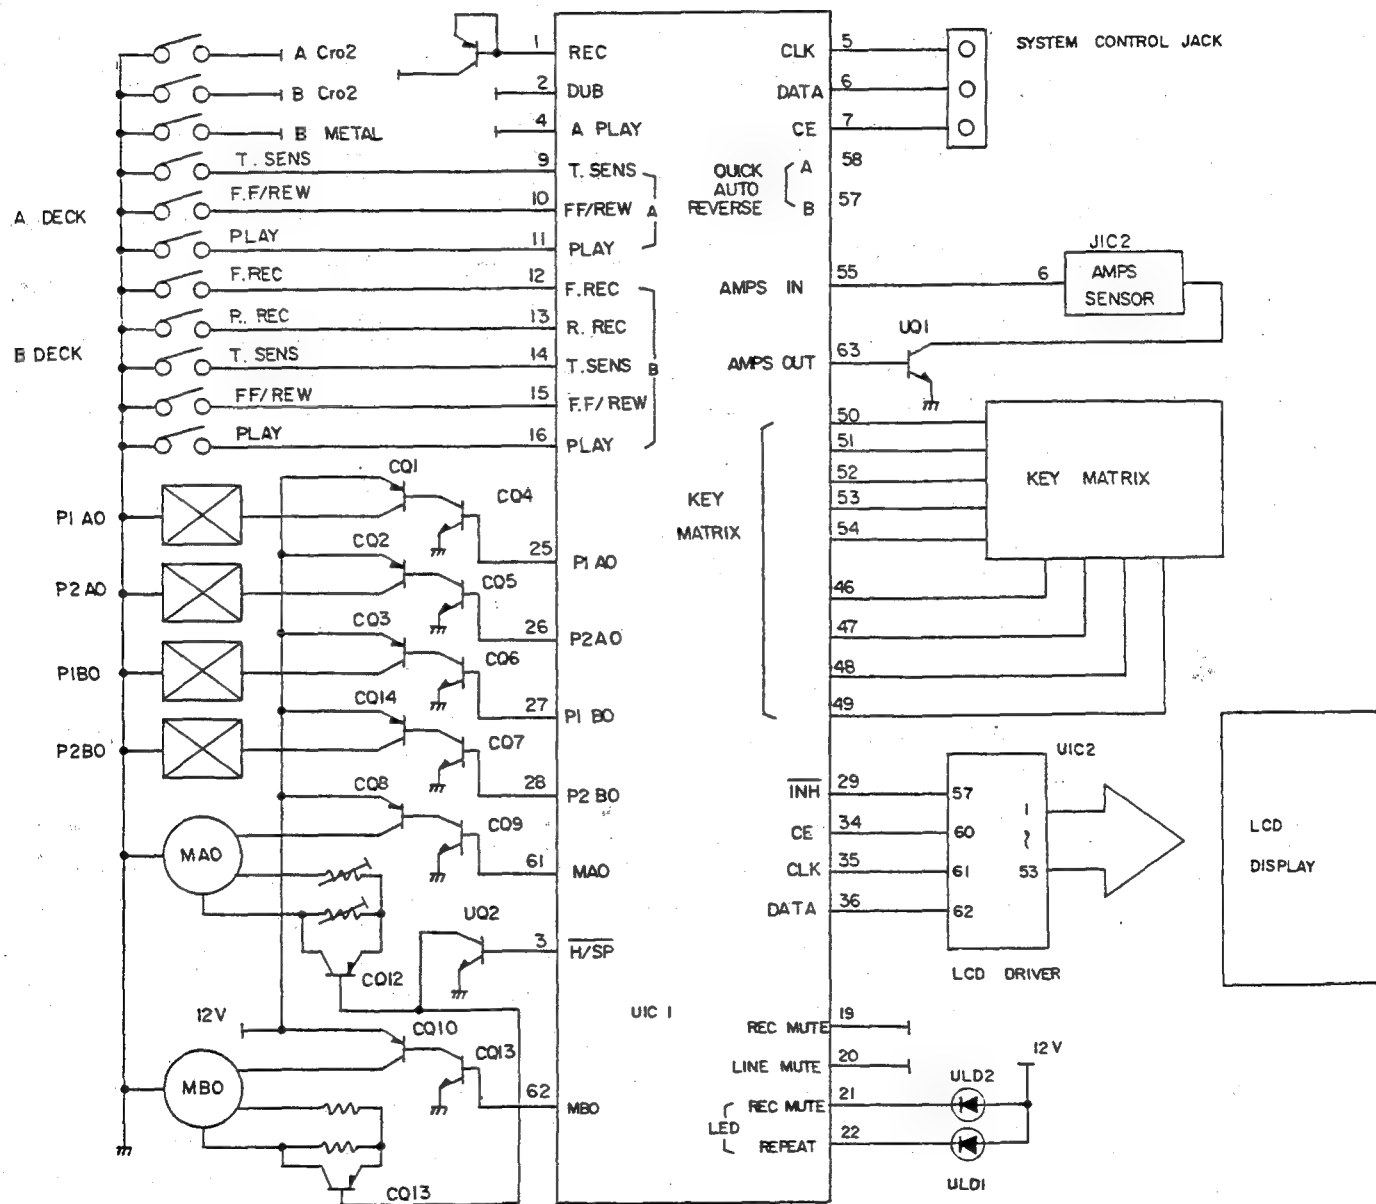 A Cro2
B Cro2
B METAL
A DECK
T. SENS
F.F/REW
PLAY
B DECK
F.REC
R. REC
T. SENS
FF/REW
PLAY
1 REC
2 DUB
4 A PLAY
9 T. SENS
10 FF/REW A
11 PLAY
12 F.REC
13 R. REC
14 T.SENS B
15 F.F/REW
16 PLAY
CLK 5
DATA 6
CE 7
SYSTEM CONTROL JACK
QUICK A 58
AUTO
REVERSE B 57
JIC2
AMPS IN 55 6 AMPS
SENSOR
UQ1
AMPS OUT 63
KEY
MATRIX
50
51
52
53
54
46
47
48
49
KEY MATRIX
P1 AO
CQ1
CQ4
25 P1 AO
P2 AO
CQ2
CQ5
26 P2AO
P1BO
CQ3
CQ6
27 P1 BO
P2BO
CQ14
CQ7
28 P2 BO
MAO
CQ8
CQ9
61 MAO
UQ2
3 H/SP
CQ12
12V
CQ10
CQ13
MBO
62 MBO
CQ13
UIC 1
UIC2
INH 29 57
CE 34 60
CLK 35 61
DATA 36 62
1
~
53
LCD DRIVER
LCD
DISPLAY
REC MUTE 19
LINE MUTE 20
12V
ULD2
LED
REC MUTE 21
REPEAT 22
ULD1